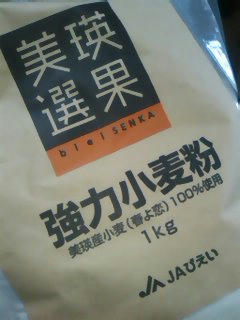 美瑛
選果
biei SENKA
強力小麦粉
美瑛産小麦(春よ恋)100%使用
1kg
JAびえい